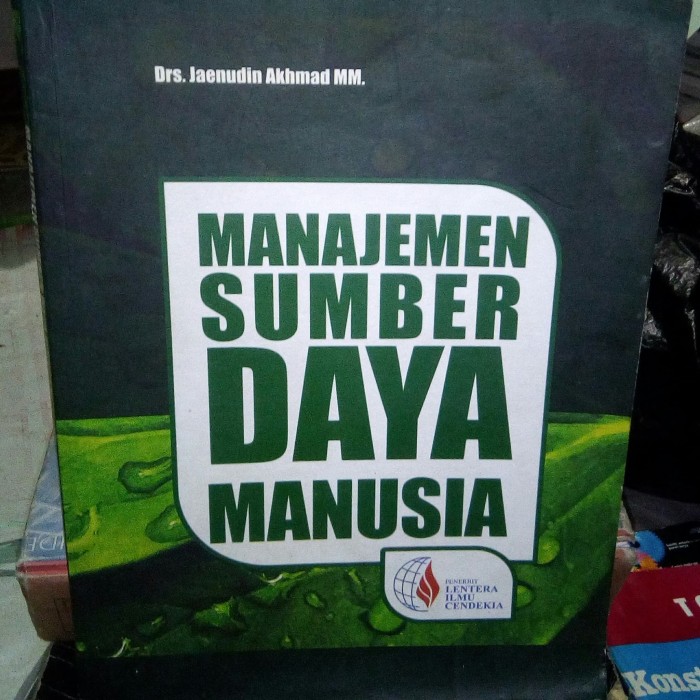 Drs. Jaenudin Akhmad MM.
MANAJEMEN
SUMBER
DAYA
MANUSIA
PENERBIT
LENTERA
ILMU
CENDEKIA